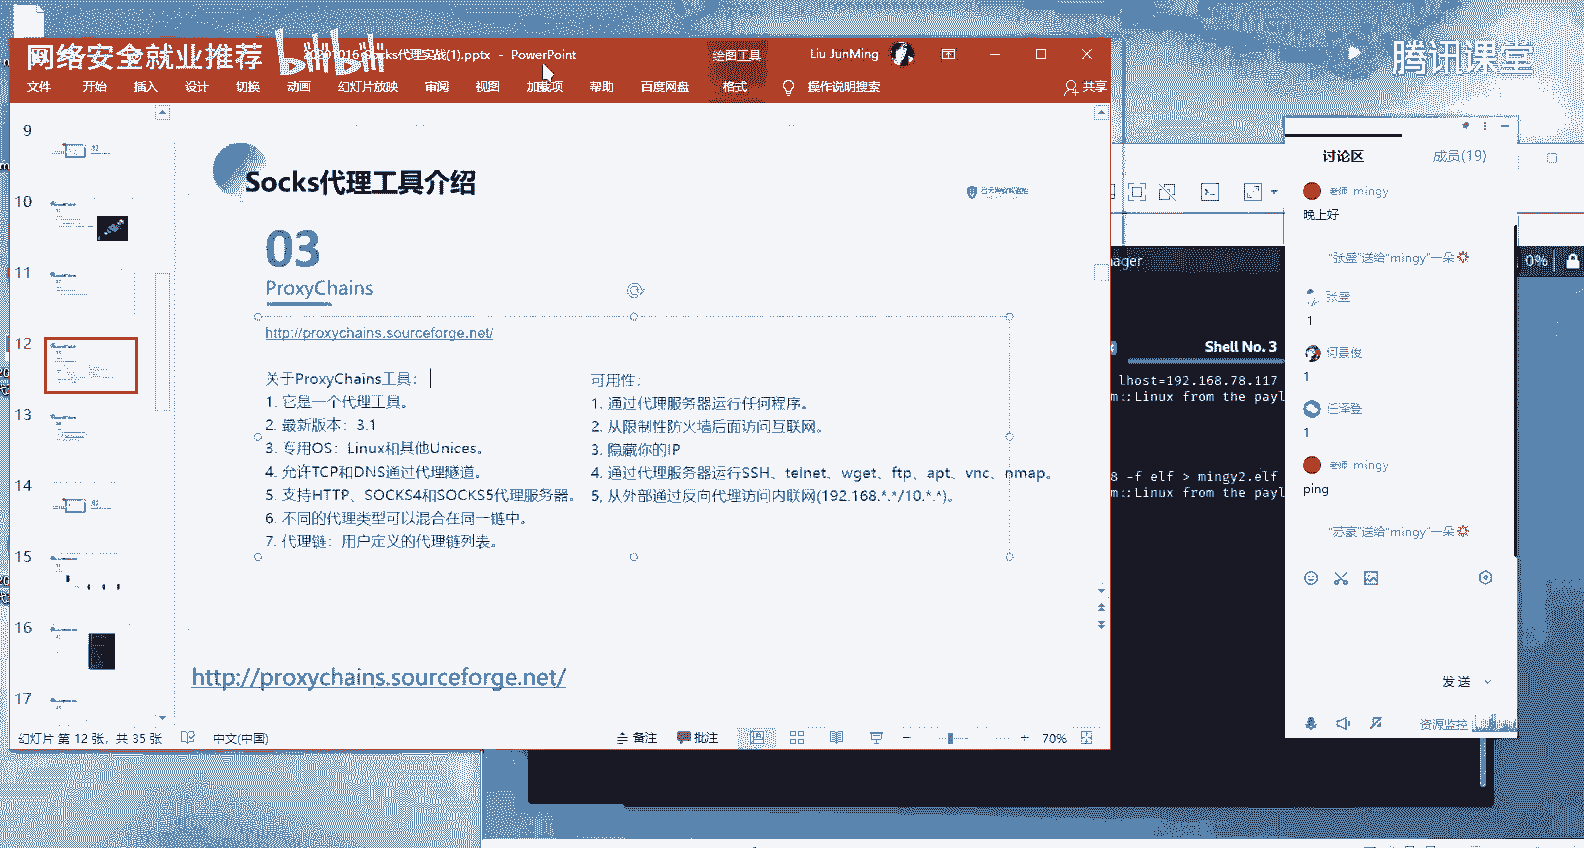 网络安全就业推荐
bilibili
腾讯课堂
ks代理实战(1).pptx - PowerPoint
绘图工具
Liu JunMing
文件 开始 插入 设计 切换 动画 幻灯片放映 审阅 视图 加载项 帮助 百度网盘 格式 操作说明搜索 共享
9
10
11
12
13
14
15
16
17
Socks代理工具介绍
03
ProxyChains
http://proxychains.sourceforge.net/
关于ProxyChains工具：
1. 它是一个代理工具。
2. 最新版本：3.1
3. 专用OS：Linux和其他Unices。
4. 允许TCP和DNS通过代理隧道。
5. 支持HTTP、SOCKS4和SOCKS5代理服务器。
6. 不同的代理类型可以混合在同一链中。
7. 代理链：用户定义的代理链列表。
可用性：
1. 通过代理服务器运行任何程序。
2. 从限制性防火墙后面访问互联网。
3. 隐藏你的IP
4. 通过代理服务器运行SSH、telnet、wget、ftp、apt、vnc、nmap。
5. 从外部通过反向代理访问内联网(192.168.*.*/10.*.*)。
http://proxychains.sourceforge.net/
幻灯片 第 12 张，共 35 张 中文(中国)
备注 批注 70%
ager
0%
Shell No. 3
lhost=192.168.78.117
m::Linux from the payl
8 -f elf > mingy2.elf
m::Linux from the payl
讨论区 成员(19)
老师 mingy
晚上好
"张堃"送给"mingy"一朵
张堃
1
何景俊
1
任泽登
1
老师 mingy
ping
"苏豪"送给"mingy"一朵
发送
资源监控